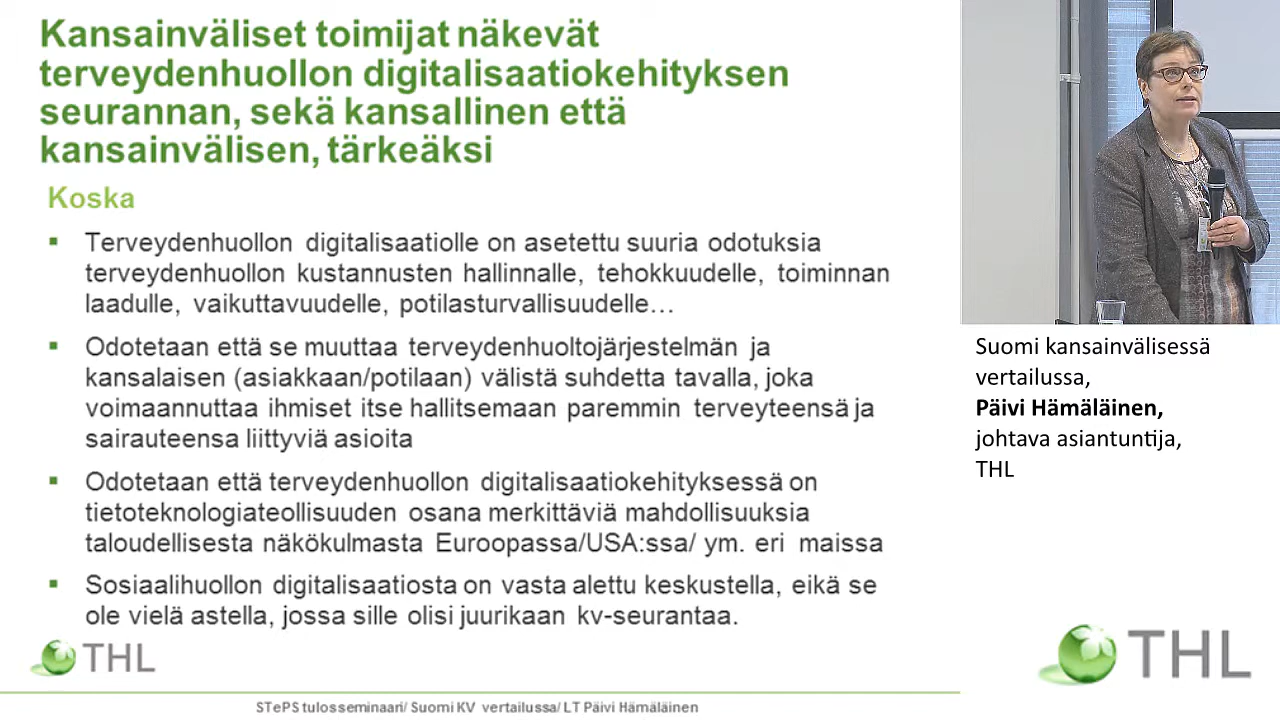 Kansainväliset toimijat näkevät
terveydenhuollon digitalisaatiokehityksen
seurannan, sekä kansallinen että
kansainvälisen, tärkeäksi
Koska
Terveydenhuollon digitalisaatiolle on asetettu suuria odotuksia
terveydenhuollon kustannusten hallinnalle, tehokkuudelle, toiminnan
laadulle, vaikuttavuudelle, potilasturvallisuudelle…
Odotetaan että se muuttaa terveydenhuoltojärjestelmän ja
kansalaisen (asiakkaan/potilaan) välistä suhdetta tavalla, joka
voimaannuttaa ihmiset itse hallitsemaan paremmin terveyteensä ja
sairauteensa liittyviä asioita
Odotetaan että terveydenhuollon digitalisaatiokehityksessä on
tietoteknologiateollisuuden osana merkittäviä mahdollisuuksia
taloudellisesta näkökulmasta Euroopassa/USA:ssa/ ym. eri maissa
Sosiaalihuollon digitalisaatiosta on vasta alettu keskustella, eikä se
ole vielä astella, jossa sille olisi juurikaan kv-seurantaa.
THL
STePS tulosseminaari/ Suomi KV vertailussa/ LT Päivi Hämäläinen
Suomi kansainvälisessä
vertailussa,
Päivi Hämäläinen,
johtava asiantuntija,
THL
THL